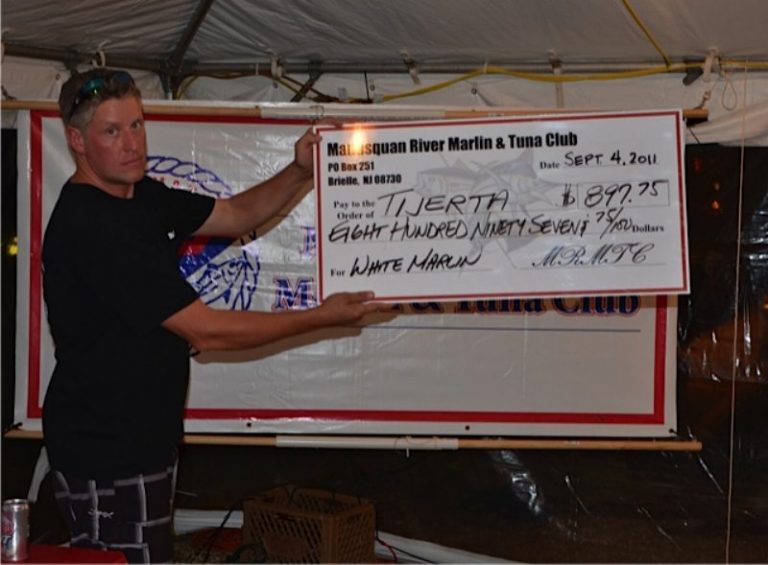 Manasquan River Marlin & Tuna Club
PO Box 251
Brielle, NJ 08730
Date SEPT. 4, 2011
Pay to the
Order of TIJERTA $ 897.75
EIGHT HUNDRED NINETY SEVEN & 75/100 Dollars
For WHITE MARLIN MRMTC
& Tuna Club